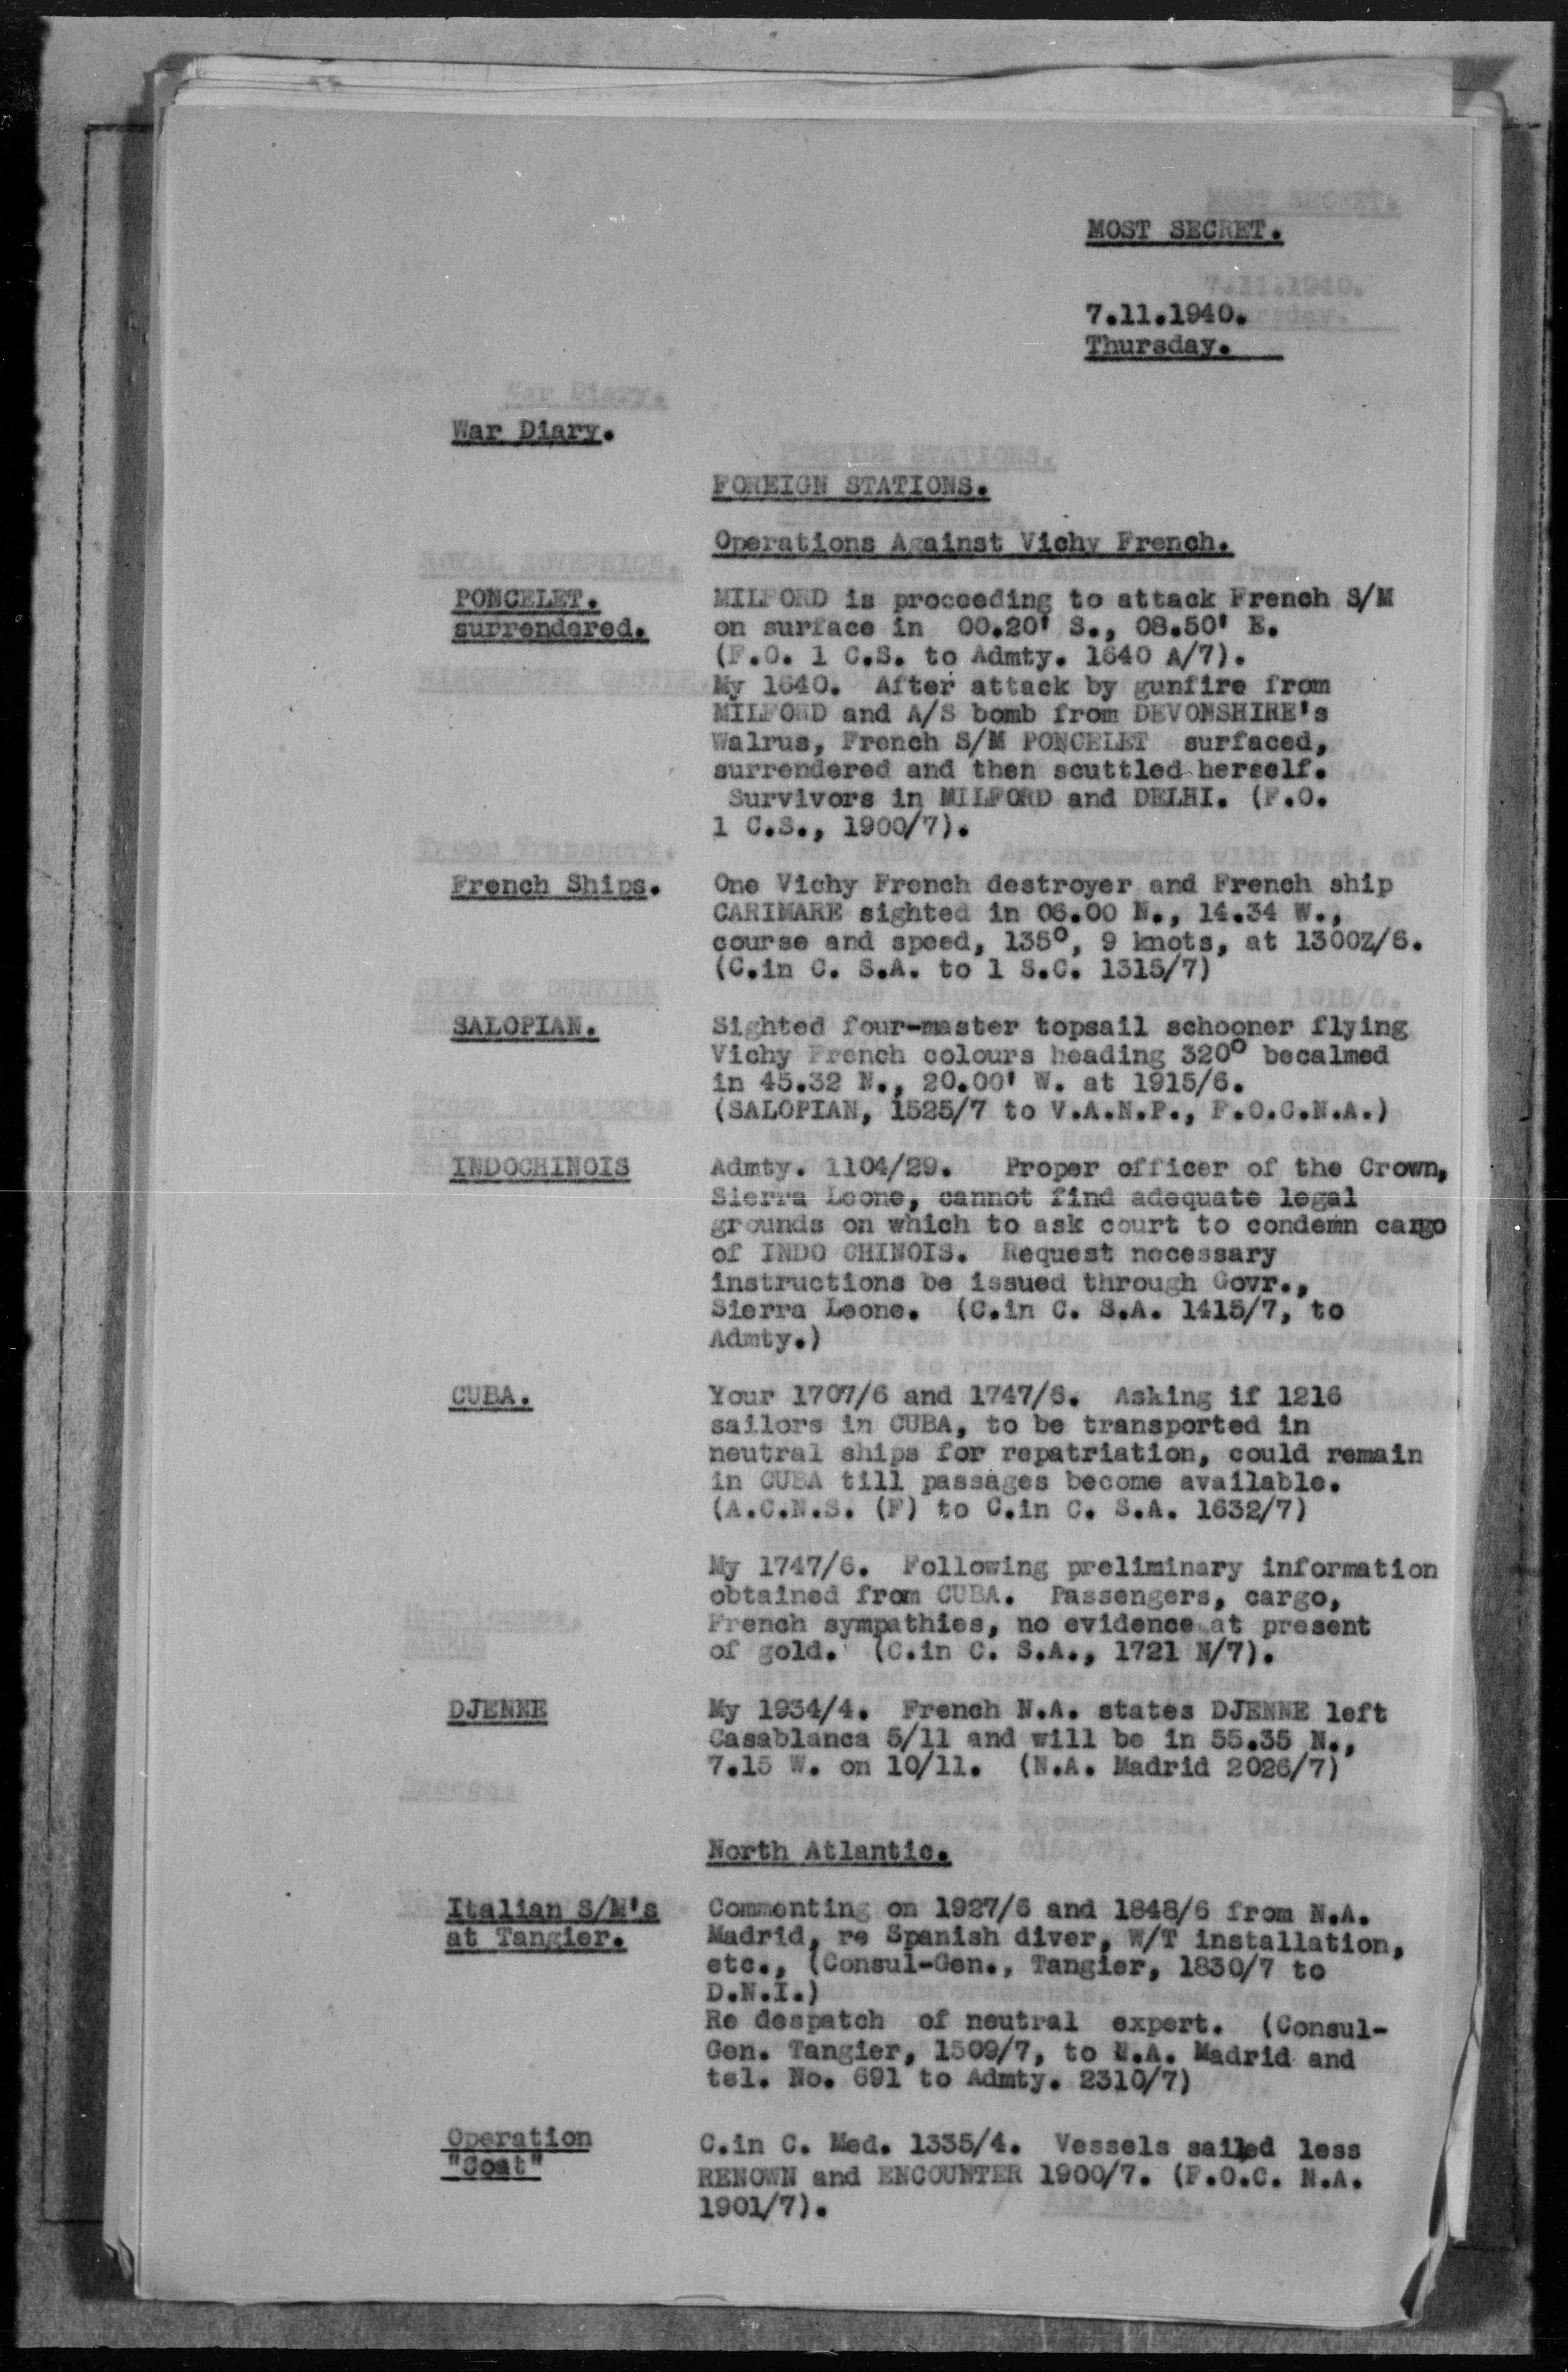 MOST SECRET.
7.11.1940.
Thursday.
War Diary.
FOREIGN STATIONS.
Operations Against Vichy French.
PONCELET.
surrendered.
MILFORD is proceeding to attack French S/M
on surface in 00.20' S., 08.50' E.
(F.O. 1 C.S. to Admty. 1640 A/7).
My 1640. After attack by gunfire from
MILFORD and A/S bomb from DEVONSHIRE's
Walrus, French S/M PONCELET surfaced,
surrendered and then scuttled herself.
Survivors in MILFORD and DELHI. (F.O.
1 C.S., 1900/7).
French Ships.
One Vichy French destroyer and French ship
CARIMARE sighted in 06.00 N., 14.34 W.,
course and speed, 135°, 9 knots, at 1300Z/6.
(C.in C. S.A. to 1 S.C. 1315/7)
SALOPIAN.
Sighted four-master topsail schooner flying
Vichy French colours heading 320° becalmed
in 45.32 N., 20.00' W. at 1915/6.
(SALOPIAN, 1525/7 to V.A.N.P., F.O.C.N.A.)
INDOCHINOIS
Admty. 1104/29. Proper officer of the Crown,
Sierra Leone, cannot find adequate legal
grounds on which to ask court to condemn cargo
of INDO CHINOIS. Request necessary
instructions be issued through Govr.,
Sierra Leone. (C.in C. S.A. 1415/7, to
Admty.)
CUBA.
Your 1707/6 and 1747/6. Asking if 1216
sailors in CUBA, to be transported in
neutral ships for repatriation, could remain
in CUBA till passages become available.
(A.C.N.S. (F) to C.in C. S.A. 1632/7)
My 1747/6. Following preliminary information
obtained from CUBA. Passengers, cargo,
French sympathies, no evidence at present
of gold. (C.in C. S.A., 1721 N/7).
DJENNE
My 1934/4. French N.A. states DJENNE left
Casablanca 5/11 and will be in 55.35 N.,
7.15 W. on 10/11. (N.A. Madrid 2026/7)
North Atlantic.
Italian S/M's
at Tangier.
Commenting on 1927/6 and 1848/6 from N.A.
Madrid, re Spanish diver, W/T installation,
etc., (Consul-Gen., Tangier, 1830/7 to
D.N.I.)
Re despatch of neutral expert. (Consul-
Gen. Tangier, 1509/7, to N.A. Madrid and
tel. No. 691 to Admty. 2310/7)
Operation
"Coat"
C.in C. Med. 1335/4. Vessels sailed less
RENOWN and ENCOUNTER 1900/7. (F.O.C. N.A.
1901/7).